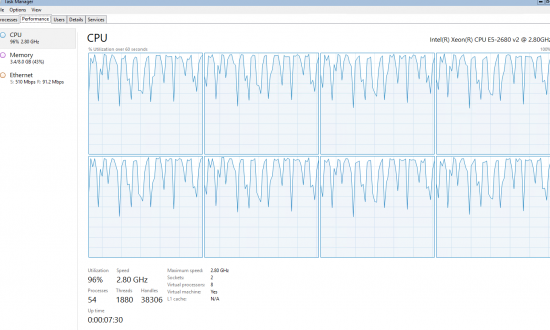 Task Manager
File Options View
Processes Performance Users Details Services
CPU
96% 2.80 GHz
Memory
3.4/8.0 GB (43%)
Ethernet
S: 510 Mbps R: 91.2 Mbps
CPU
Intel(R) Xeon(R) CPU E5-2680 v2 @ 2.80GHz
% Utilization over 60 seconds
100%
Utilization
Speed
96%
2.80 GHz
Processes
Threads
Handles
54
1880
38306
Up time
0:00:07:30
Maximum speed: 2.80 GHz
Sockets: 2
Virtual processors: 8
Virtual machine: Yes
L1 cache: N/A